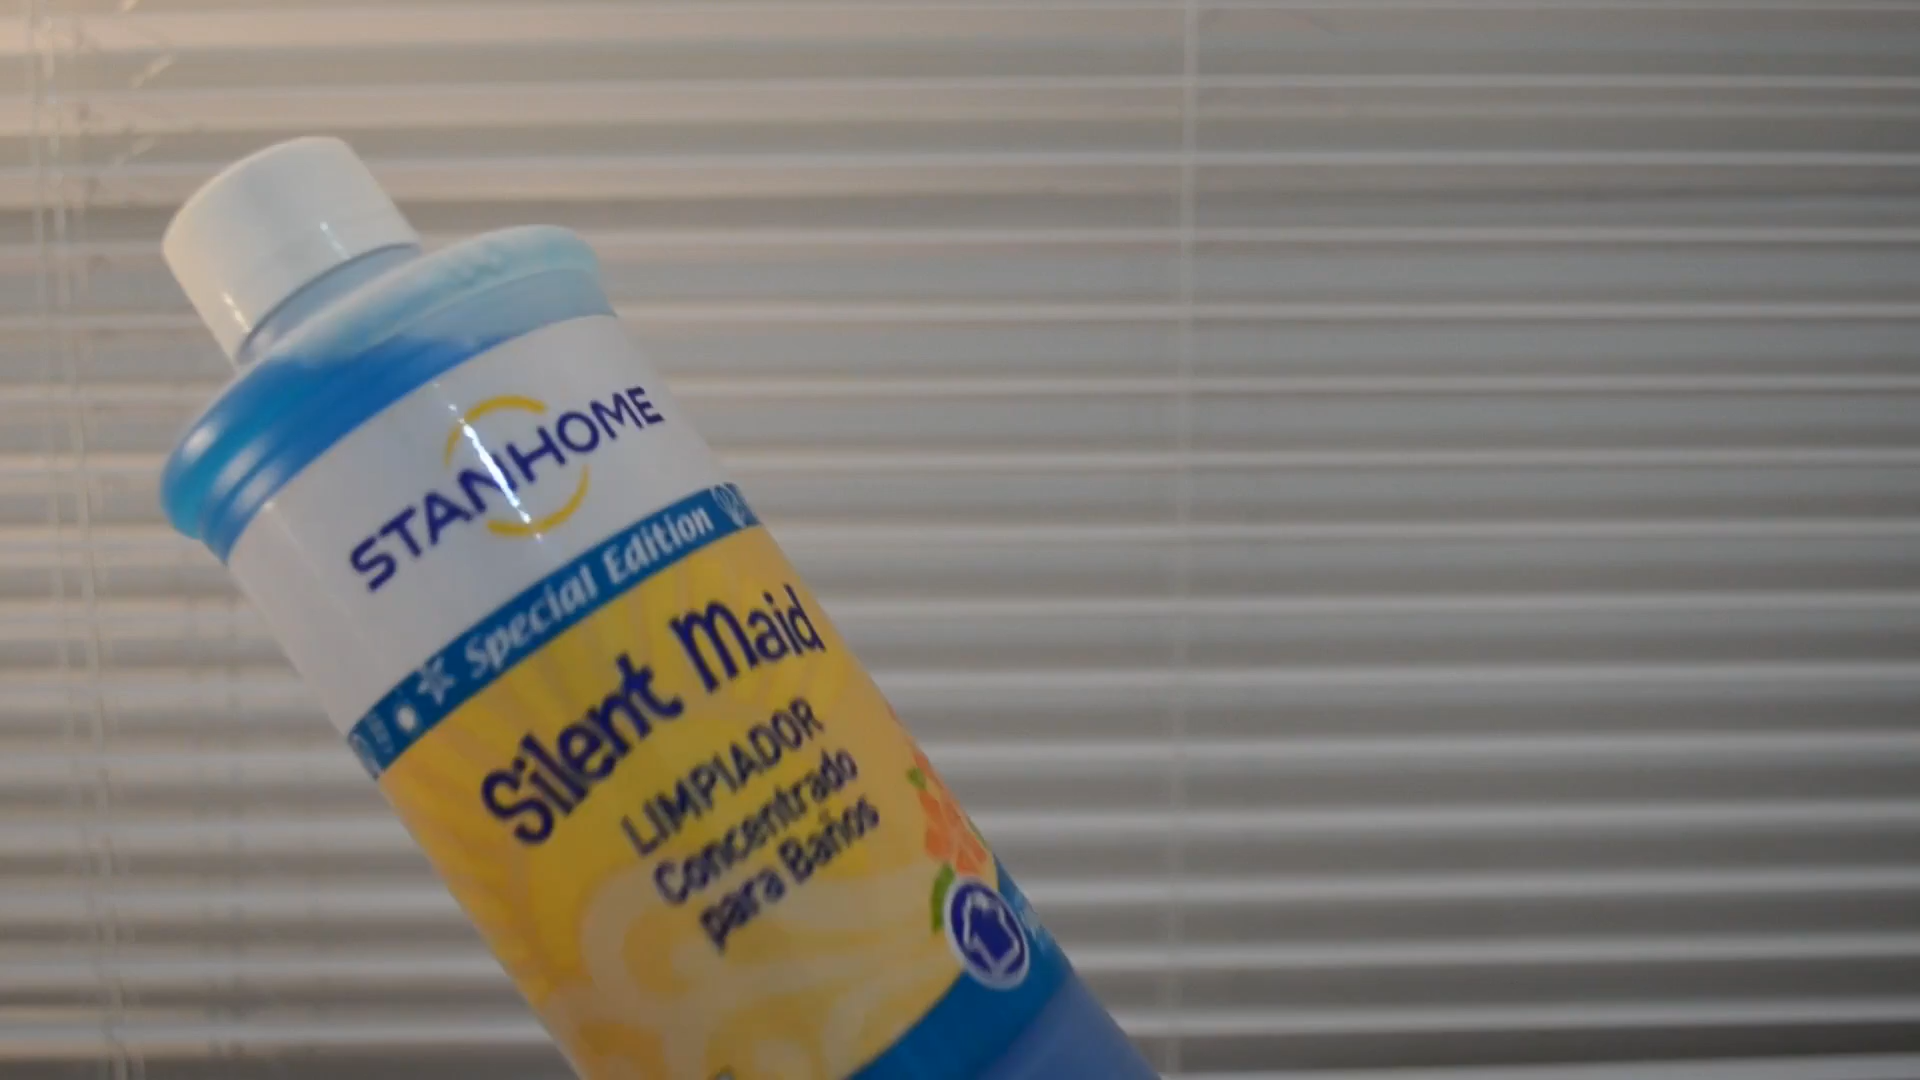 STANHOME
Special Edition
Silent Maid
LIMPIADOR
Concentrado
para Baños